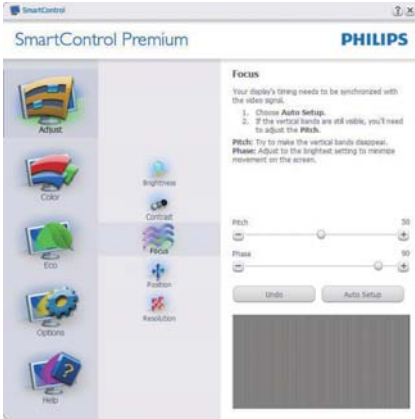 SmartControl
SmartControl Premium
PHILIPS
Adjust
Color
Eco
Options
Help
Brightness
Contrast
Focus
Position
Resolution
Focus
Your display's timing needs to be synchronized with
the video signal.
1. Choose Auto Setup.
2. If the vertical bands are still visible, you'll need
to adjust the Pitch.
Pitch: Try to make the vertical bands disappear.
Phase: Adjust to the brightest setting to minimize
movement on the screen.
Pitch 50
Phase 90
Undo
Auto Setup